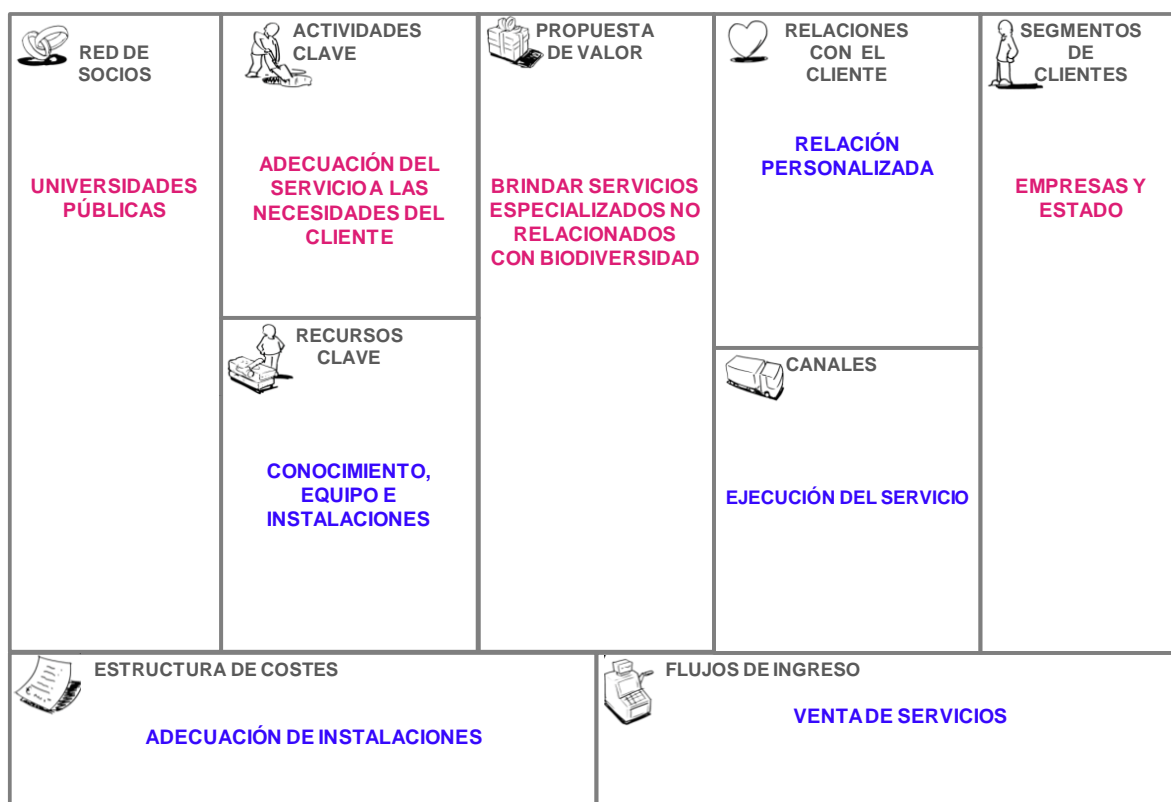 RED DE
SOCIOS
UNIVERSIDADES
PÚBLICAS
ACTIVIDADES
CLAVE
ADECUACIÓN DEL
SERVICIO A LAS
NECESIDADES DEL
CLIENTE
RECURSOS
CLAVE
CONOCIMIENTO,
EQUIPO E
INSTALACIONES
PROPUESTA
DE VALOR
BRINDAR SERVICIOS
ESPECIALIZADOS NO
RELACIONADOS
CON BIODIVERSIDAD
RELACIONES
CON EL
CLIENTE
RELACIÓN
PERSONALIZADA
CANALES
EJECUCIÓN DEL SERVICIO
SEGMENTOS
DE
CLIENTES
EMPRESAS Y
ESTADO
ESTRUCTURA DE COSTES
ADECUACIÓN DE INSTALACIONES
FLUJOS DE INGRESO
VENTA DE SERVICIOS